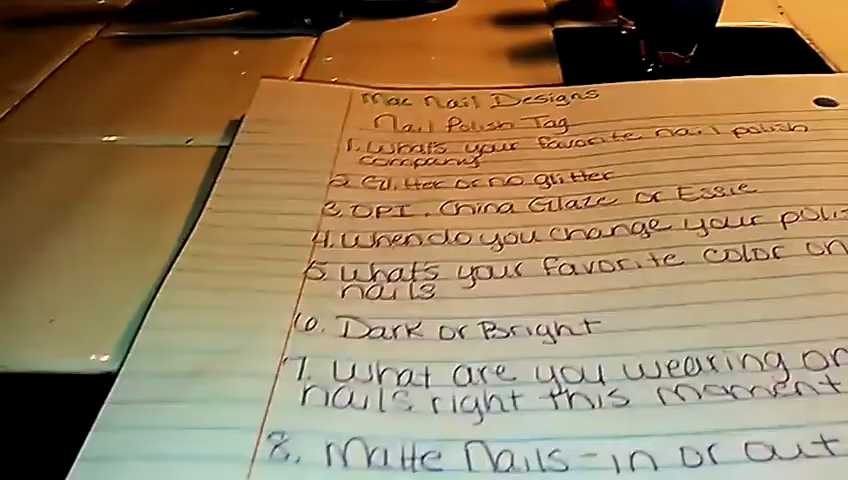 Mac Nail Designs
Nail Polish Tag
1. What's your favorite nail polish
company
2. Glitter or no glitter
3. OPI, China Glaze or Essie
4. When do you change your polis
5. What's your favorite color on
nails
6. Dark or Bright
7. What are you wearing on
nails right this moment
8. Matte Nails - in or out